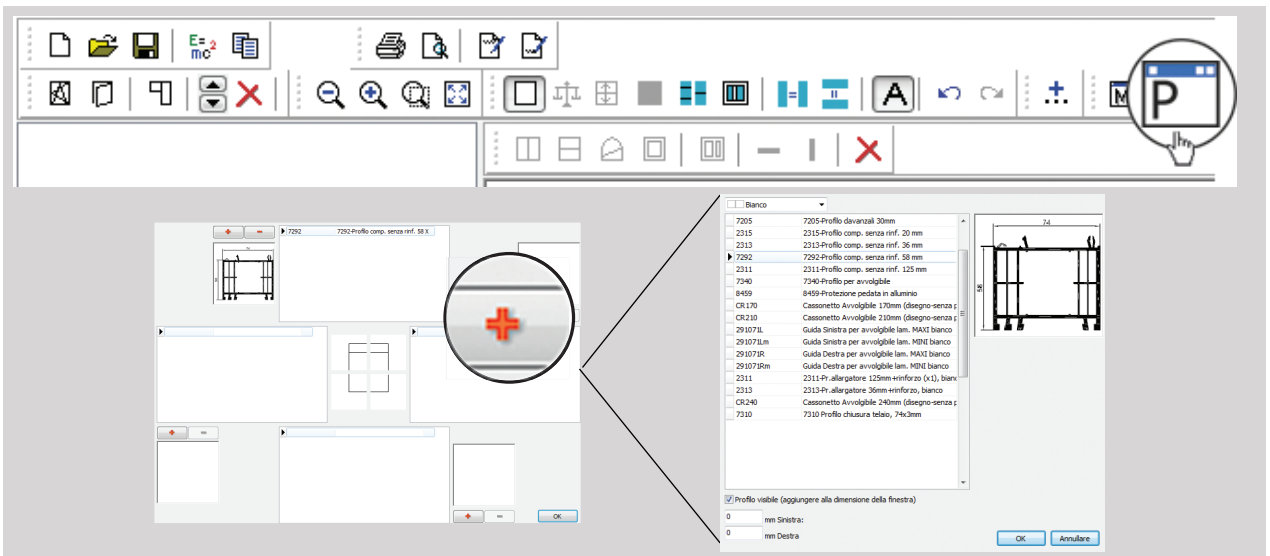 E=
mc²
A
M
P
7292 7292-Profilo comp. senza rinf. 58 X
OK
Bianco
7205 7205-Profilo davanzali 30mm
2315 2315-Profilo comp. senza rinf. 20 mm
2313 2313-Profilo comp. senza rinf. 36 mm
7292 7292-Profilo comp. senza rinf. 58 mm
2311 2311-Profilo comp. senza rinf. 125 mm
7340 7340-Profilo per avvolgibile
8459 8459-Protezione pedata in alluminio
CR170 Cassonetto Avvolgibile 170mm (disegno-senza p
CR210 Cassonetto Avvolgibile 210mm (disegno-senza p
291071L Guida Sinistra per avvolgibile lam. MAXI bianco
291071Lm Guida Sinistra per avvolgibile lam. MINI bianco
291071R Guida Destra per avvolgibile lam. MAXI bianco
291071Rm Guida Destra per avvolgibile lam. MINI bianco
2311 2311-Pr.allargatore 125mm+rinforzo (x1), bianc
2313 2313-Pr.allargatore 36mm+rinforzo, bianco
CR240 Cassonetto Avvolgibile 240mm (disegno-senza p
7310 7310 Profilo chiusura telaio, 74x3mm
74
58
Profilo visibile (aggiungere alla dimensione della finestra)
0 mm Sinistra:
0 mm Destra
OK Annullare